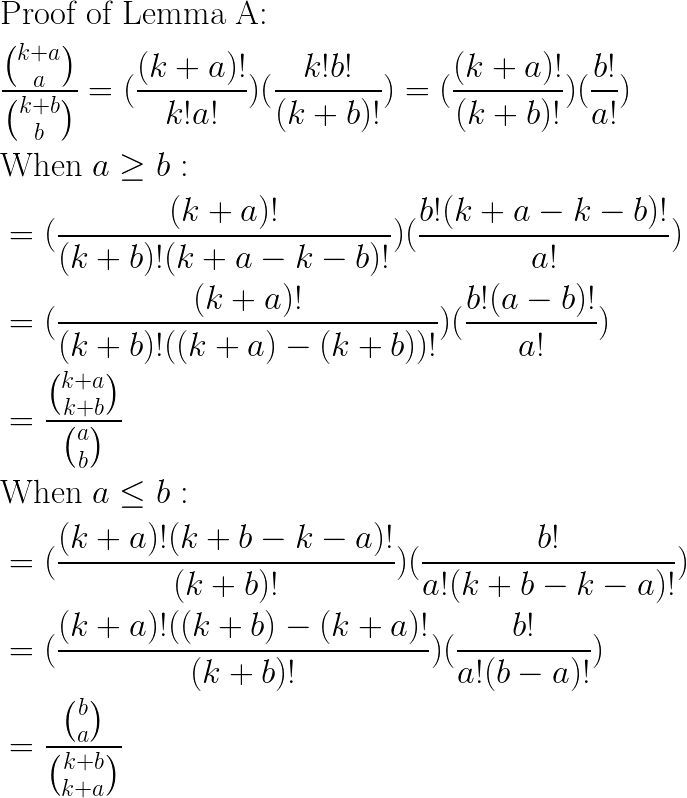 Proof of Lemma A:
$\frac{\binom{k+a}{a}}{\binom{k+b}{b}} = (\frac{(k+a)!}{k!a!})(\frac{k!b!}{(k+b)!}) = (\frac{(k+a)!}{(k+b)!})(\frac{b!}{a!})$
When $a \geq b:$
$= (\frac{(k+a)!}{(k+b)!(k+a-k-b)!})(\frac{b!(k+a-k-b)!}{a!})$
$= (\frac{(k+a)!}{(k+b)!((k+a)-(k+b))!})(\frac{b!(a-b)!}{a!})$
$= \frac{\binom{k+a}{k+b}}{\binom{a}{b}}$
When $a \leq b:$
$= (\frac{(k+a)!(k+b-k-a)!}{(k+b)!})(\frac{b!}{a!(k+b-k-a)!})$
$= (\frac{(k+a)!((k+b)-(k+a)!}{(k+b)!})(\frac{b!}{a!(b-a)!})$
$= \frac{\binom{b}{a}}{\binom{k+b}{k+a}}$